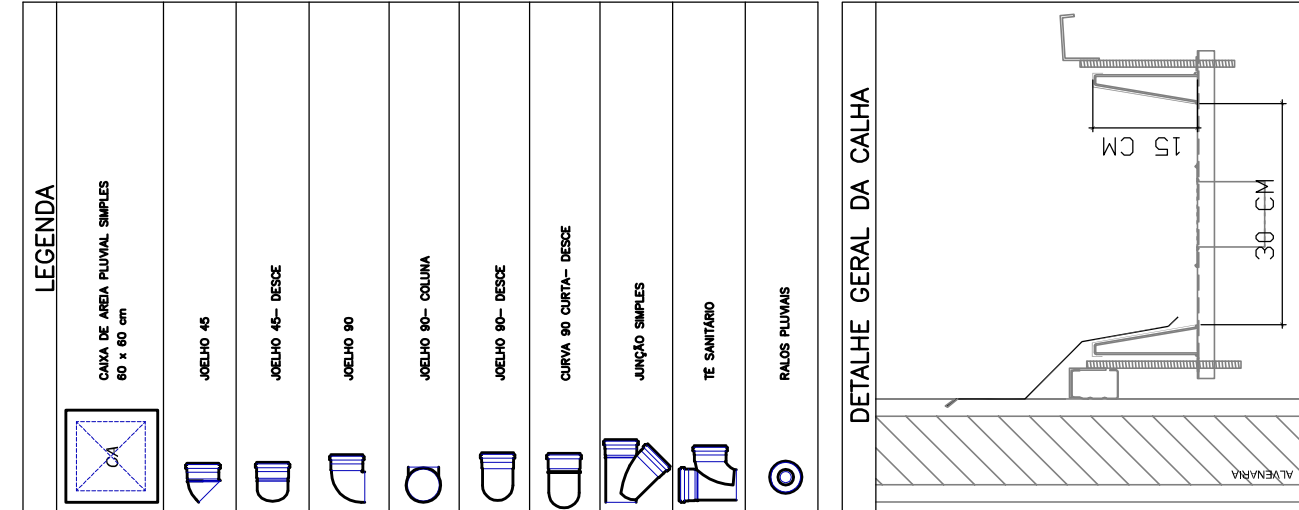 LEGENDA
CAIXA DE AREIA PLUVIAL SIMPLES
60 x 60 cm
CA
JOELHO 45
JOELHO 45- DESCE
JOELHO 90
JOELHO 90- COLUNA
JOELHO 90- DESCE
CURVA 90 CURTA- DESCE
JUNÇÃO SIMPLES
TÊ SANITÁRIO
RALOS PLUVIAIS
DETALHE GERAL DA CALHA
15 CM
30 CM
ALVENARIA